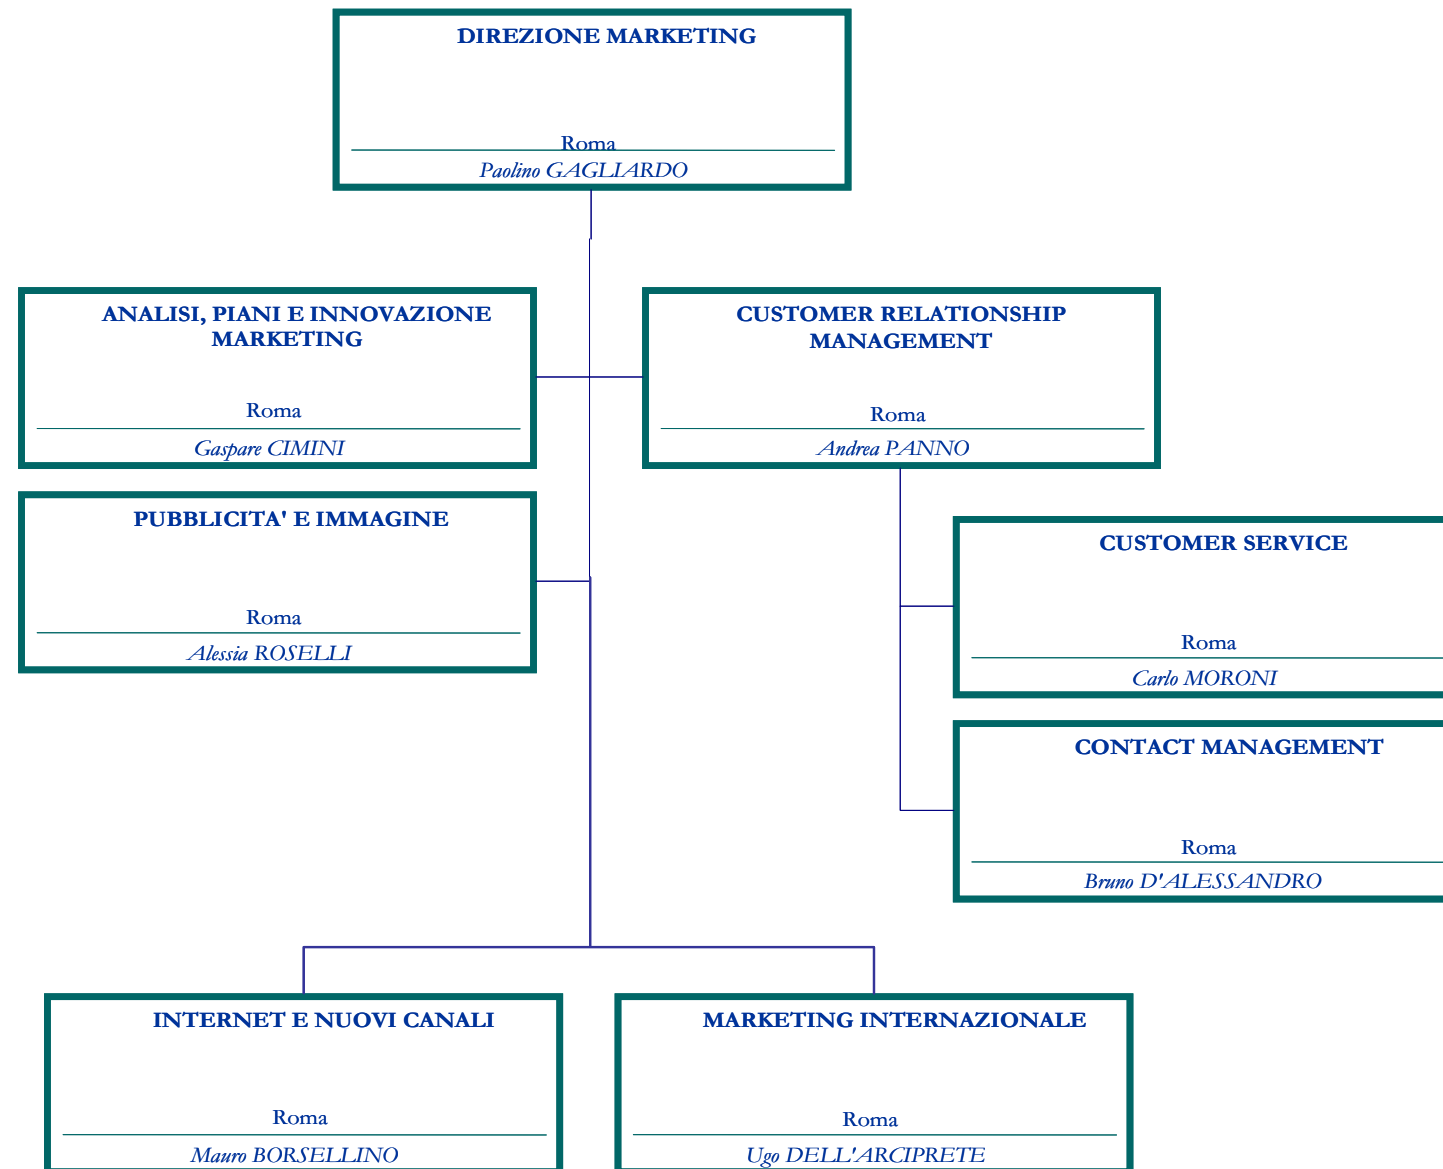 DIREZIONE MARKETING
Roma
Paolino GAGLIARDO
ANALISI, PIANI E INNOVAZIONE
MARKETING
Roma
Gaspare CIMINI
CUSTOMER RELATIONSHIP
MANAGEMENT
Roma
Andrea PANNO
PUBBLICITA' E IMMAGINE
Roma
Alessia ROSELLI
CUSTOMER SERVICE
Roma
Carlo MORONI
CONTACT MANAGEMENT
Roma
Bruno D'ALESSANDRO
INTERNET E NUOVI CANALI
Roma
Mauro BORSELLINO
MARKETING INTERNAZIONALE
Roma
Ugo DELL'ARCIPRETE